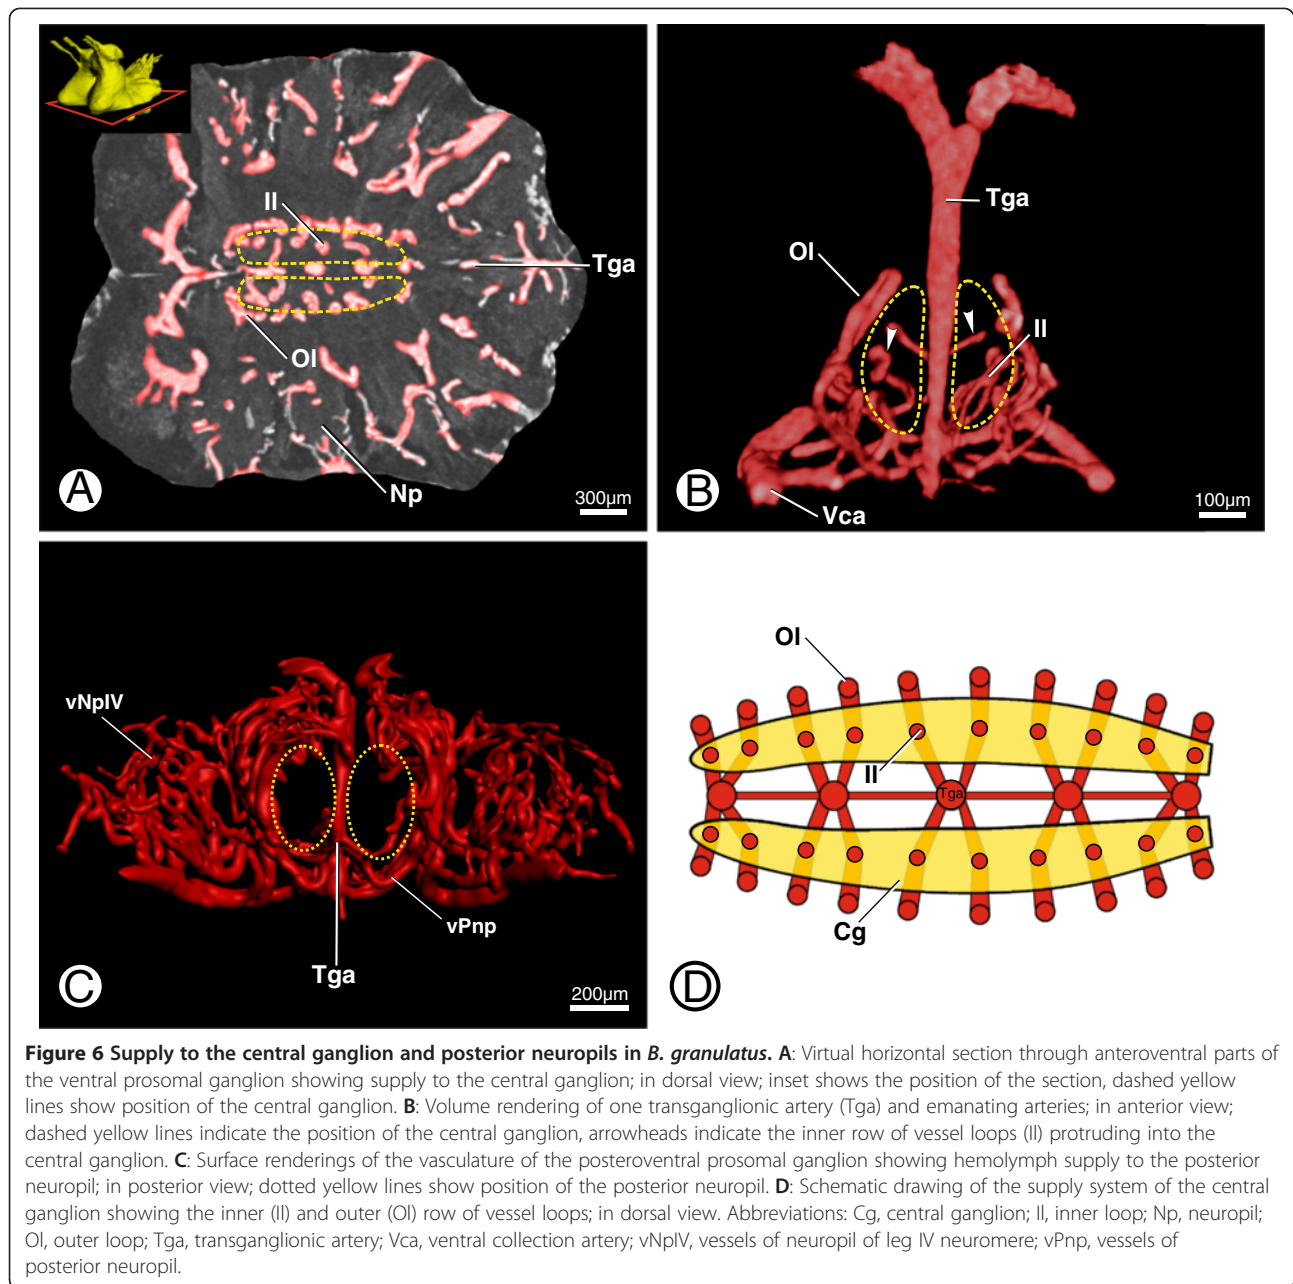 Il
Tga
Ol
Np
A
300µm
Tga
Ol
Il
Vca
B
100µm
vNpIV
vPnp
Tga
C
200µm
Ol
Il
Tga
Cg
D
Figure 6 Supply to the central ganglion and posterior neuropils in B. granulatus. A: Virtual horizontal section through anteroventral parts of
the ventral prosomal ganglion showing supply to the central ganglion; in dorsal view; inset shows the position of the section, dashed yellow
lines show position of the central ganglion. B: Volume rendering of one transganglionic artery (Tga) and emanating arteries; in anterior view;
dashed yellow lines indicate the position of the central ganglion, arrowheads indicate the inner row of vessel loops (Il) protruding into the
central ganglion. C: Surface renderings of the vasculature of the posteroventral prosomal ganglion showing hemolymph supply to the posterior
neuropil; in posterior view; dotted yellow lines show position of the posterior neuropil. D: Schematic drawing of the supply system of the central
ganglion showing the inner (Il) and outer (Ol) row of vessel loops; in dorsal view. Abbreviations: Cg, central ganglion; Il, inner loop; Np, neuropil;
Ol, outer loop; Tga, transganglionic artery; Vca, ventral collection artery; vNpIV, vessels of neuropil of leg IV neuromere; vPnp, vessels of
posterior neuropil.